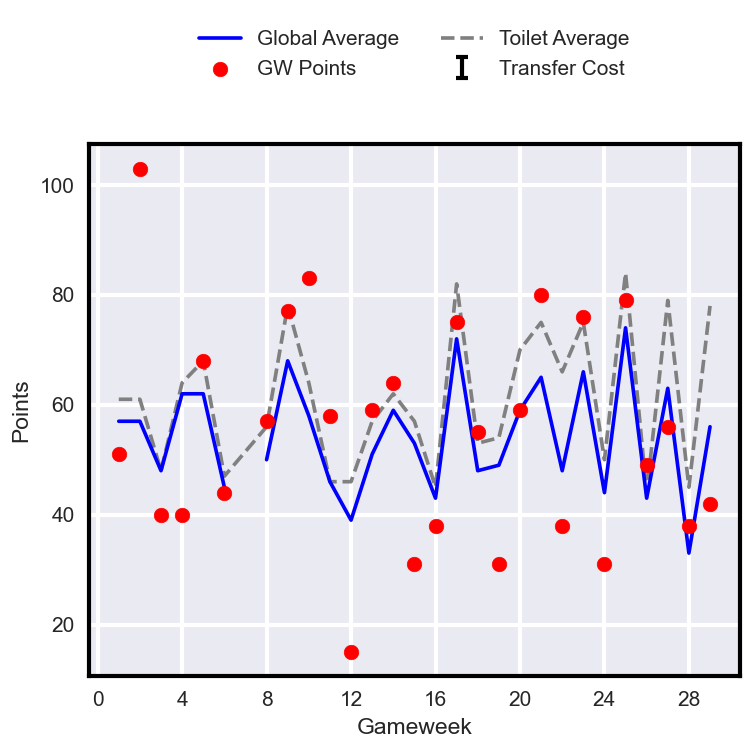 Global Average
Toilet Average
GW Points
Transfer Cost
100
80
60
40
20
Points
0 4 8 12 16 20 24 28
Gameweek